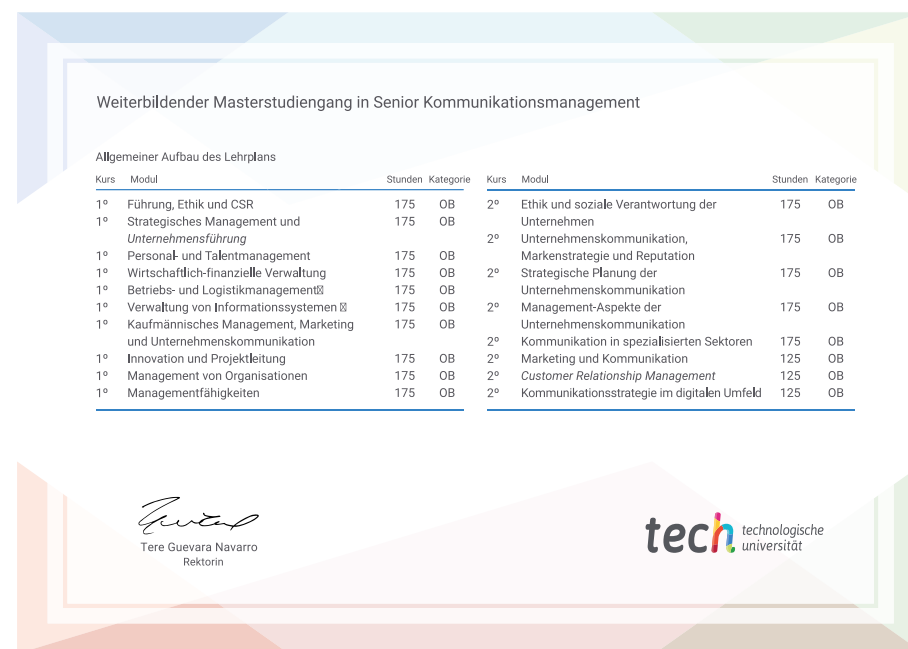 Weiterbildender Masterstudiengang in Senior Kommunikationsmanagement
Allgemeiner Aufbau des Lehrplans
Kurs Modul Stunden Kategorie
1º Führung, Ethik und CSR 175 OB
1º Strategisches Management und 175 OB
Unternehmensführung
1º Personal- und Talentmanagement 175 OB
1º Wirtschaftlich-finanzielle Verwaltung 175 OB
1º Betriebs- und Logistikmanagement 175 OB
1º Verwaltung von Informationssystemen 175 OB
1º Kaufmännisches Management, Marketing 175 OB
und Unternehmenskommunikation
1º Innovation und Projektleitung 175 OB
1º Management von Organisationen 175 OB
1º Managementfähigkeiten 175 OB
Kurs Modul Stunden Kategorie
2º Ethik und soziale Verantwortung der 175 OB
Unternehmen
2º Unternehmenskommunikation, 175 OB
Markenstrategie und Reputation
2º Strategische Planung der 175 OB
Unternehmenskommunikation
2º Management-Aspekte der 175 OB
Unternehmenskommunikation
2º Kommunikation in spezialisierten Sektoren 175 OB
2º Marketing und Kommunikation 125 OB
2º Customer Relationship Management 125 OB
2º Kommunikationsstrategie im digitalen Umfeld 125 OB
Tere Guevara Navarro
Rektorin
tech technologische
universität